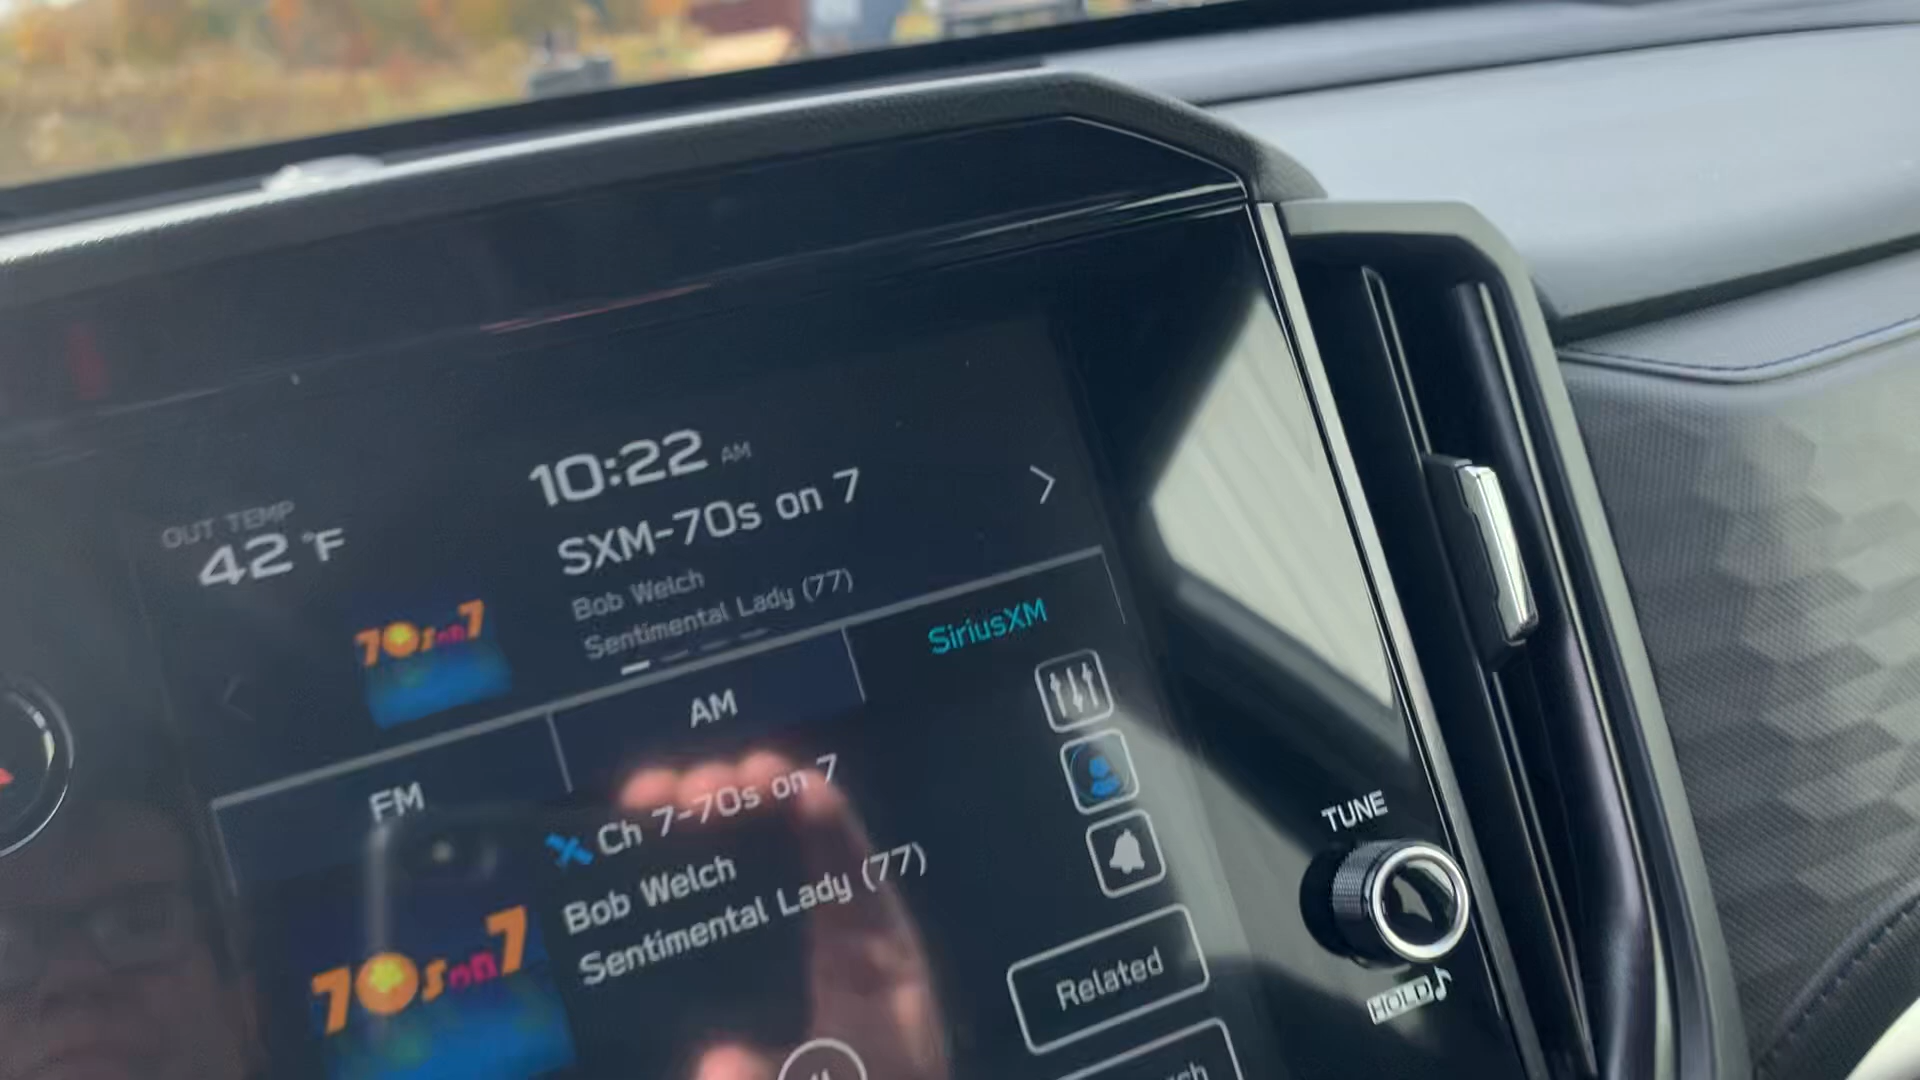 10:22 AM
OUT TEMP
42 °F
SXM-70s on 7
Bob Welch
Sentimental Lady (77)
70s on 7
FM
AM
SiriusXM
Ch 7-70s on 7
Bob Welch
Sentimental Lady (77)
70s on 7
Related
TUNE
HOLD